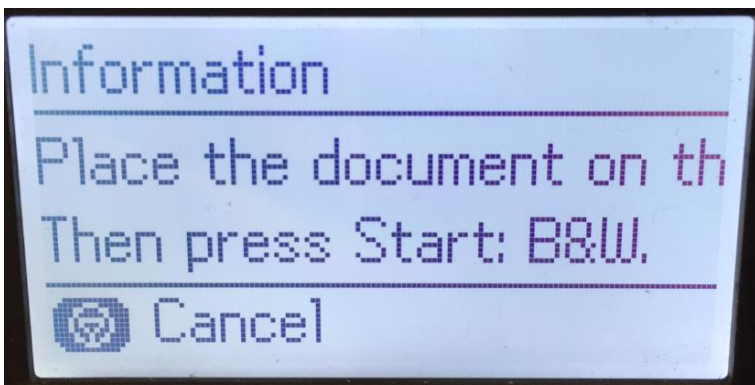 Information
Place the document on th
Then press Start: B&W.
Cancel